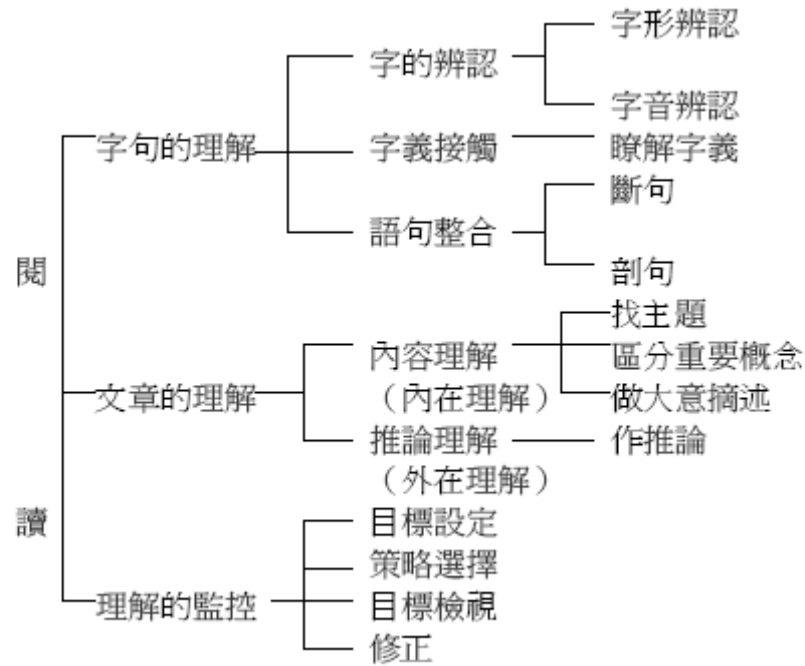 閱讀
字句的理解
字的辨認
字形辨認
字音辨認
字義接觸
瞭解字義
語句整合
斷句
剖句
文章的理解
內容理解
（內在理解）
找主題
區分重要概念
做大意摘述
推論理解
（外在理解）
作推論
理解的監控
目標設定
策略選擇
目標檢視
修正